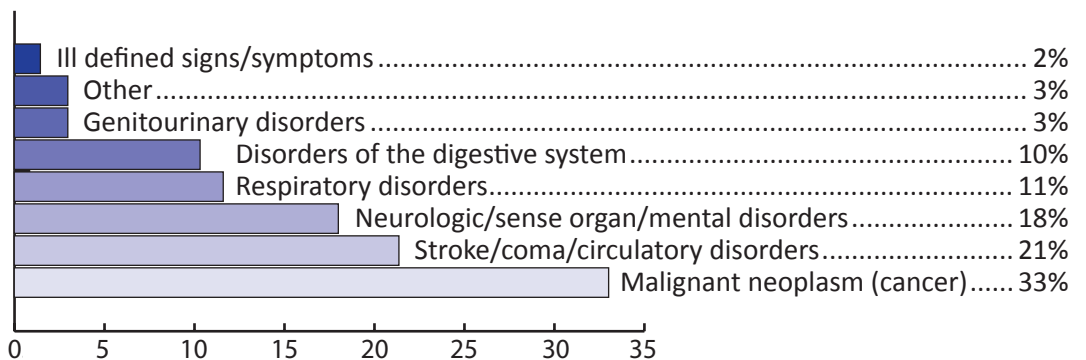 Ill defined signs/symptoms ........................................................................ 2%
Other ........................................................................................................... 3%
Genitourinary disorders ......................................................................... 3%
Disorders of the digestive system .......................................... 10%
Respiratory disorders ............................................................. 11%
Neurologic/sense organ/mental disorders .................. 18%
Stroke/coma/circulatory disorders ...................... 21%
Malignant neoplasm (cancer) ...... 33%
0 5 10 15 20 25 30 35